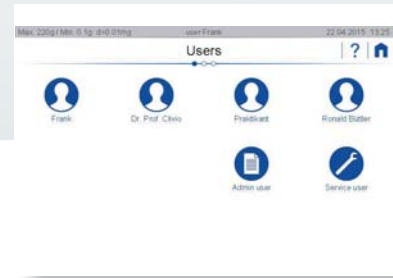 Max. 220g / Min. 0.1g d=0.01mg user Frank 22.04.2015 13:25
Users ?
Frank Dr. Prof. Clivio Praktikant Ronald Büttler
Admin user Service user